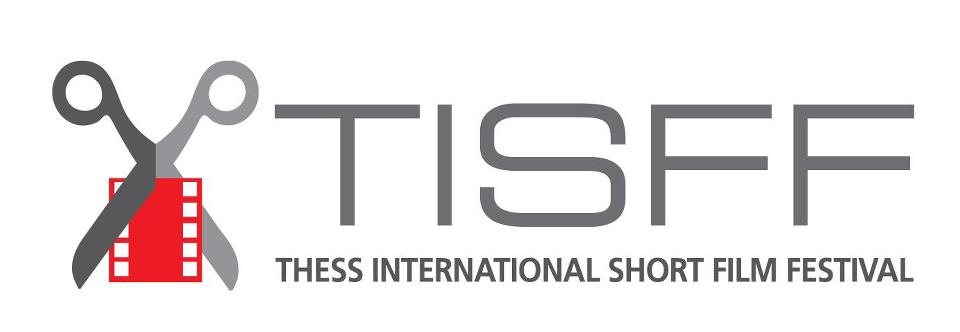 TISFF
THESS INTERNATIONAL SHORT FILM FESTIVAL